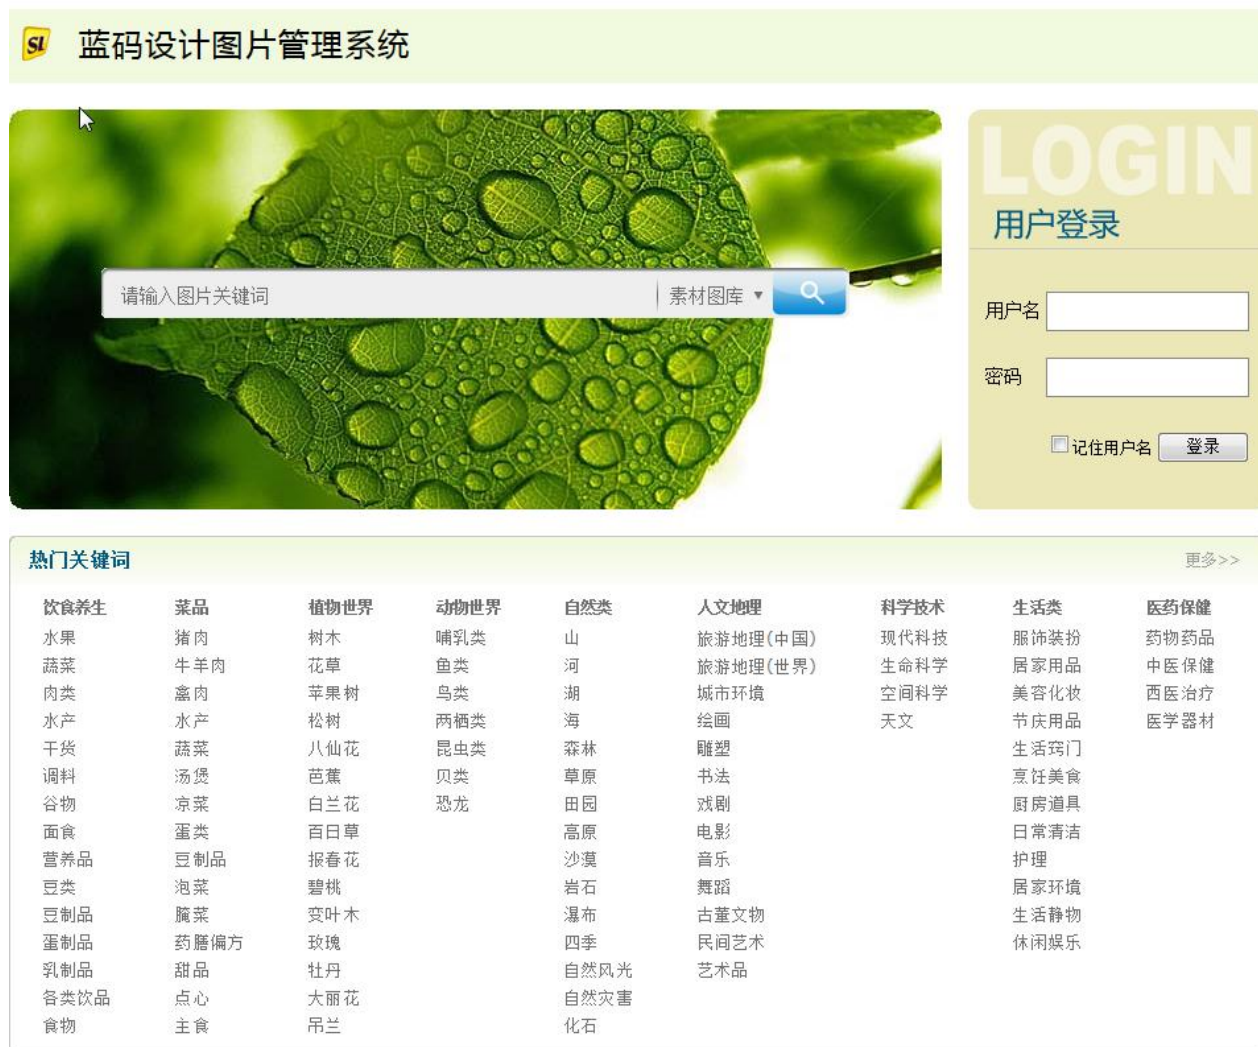 SL 蓝码设计图片管理系统
LOGIN
用户登录
请输入图片关键词 素材图库
用户名
密码
记住用户名 登录
热门关键词 更多>>
饮食养生 菜品 植物世界 动物世界 自然类 人文地理 科学技术 生活类 医药保健
水果 猪肉 树木 哺乳类 山 旅游地理(中国) 现代科技 服饰装扮 药物药品
蔬菜 牛羊肉 花草 鱼类 河 旅游地理(世界) 生命科学 居家用品 中医保健
肉类 禽肉 苹果树 鸟类 湖 城市环境 空间科学 美容化妆 西医治疗
水产 水产 松树 两栖类 海 绘画 天文 节庆用品 医学器材
干货 蔬菜 八仙花 昆虫类 森林 雕塑 生活窍门
调料 汤煲 芭蕉 贝类 草原 书法 烹饪美食
谷物 凉菜 白兰花 恐龙 田园 戏剧 厨房道具
面食 蛋类 百日草 高原 电影 日常清洁
营养品 豆制品 报春花 沙漠 音乐 护理
豆类 泡菜 碧桃 岩石 舞蹈 居家环境
豆制品 腌菜 变叶木 瀑布 古董文物 生活静物
蛋制品 药膳偏方 玫瑰 四季 民间艺术 休闲娱乐
乳制品 甜品 牡丹 自然风光 艺术品
各类饮品 点心 大丽花 自然灾害
食物 主食 吊兰 化石